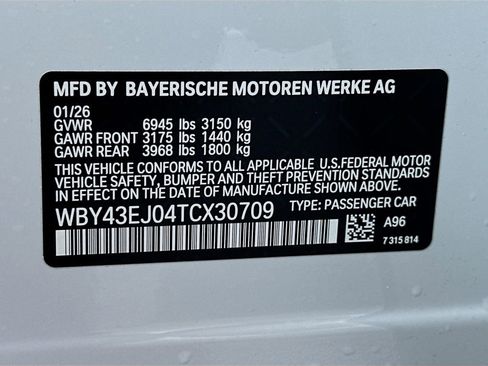 MFD BY BAYERISCHE MOTOREN WERKE AG
01/26
GVWR 6945 lbs 3150 kg
GAWR FRONT 3175 lbs 1440 kg
GAWR REAR 3968 lbs 1800 kg
THIS VEHICLE CONFORMS TO ALL APPLICABLE U.S.FEDERAL MOTOR
VEHICLE SAFETY, BUMPER AND THEFT PREVENTION STANDARDS
IN EFFECT ON THE DATE OF MANUFACTURE SHOWN ABOVE.
WBY43EJ04TCX30709 TYPE: PASSENGER CAR
A96
7 315 814